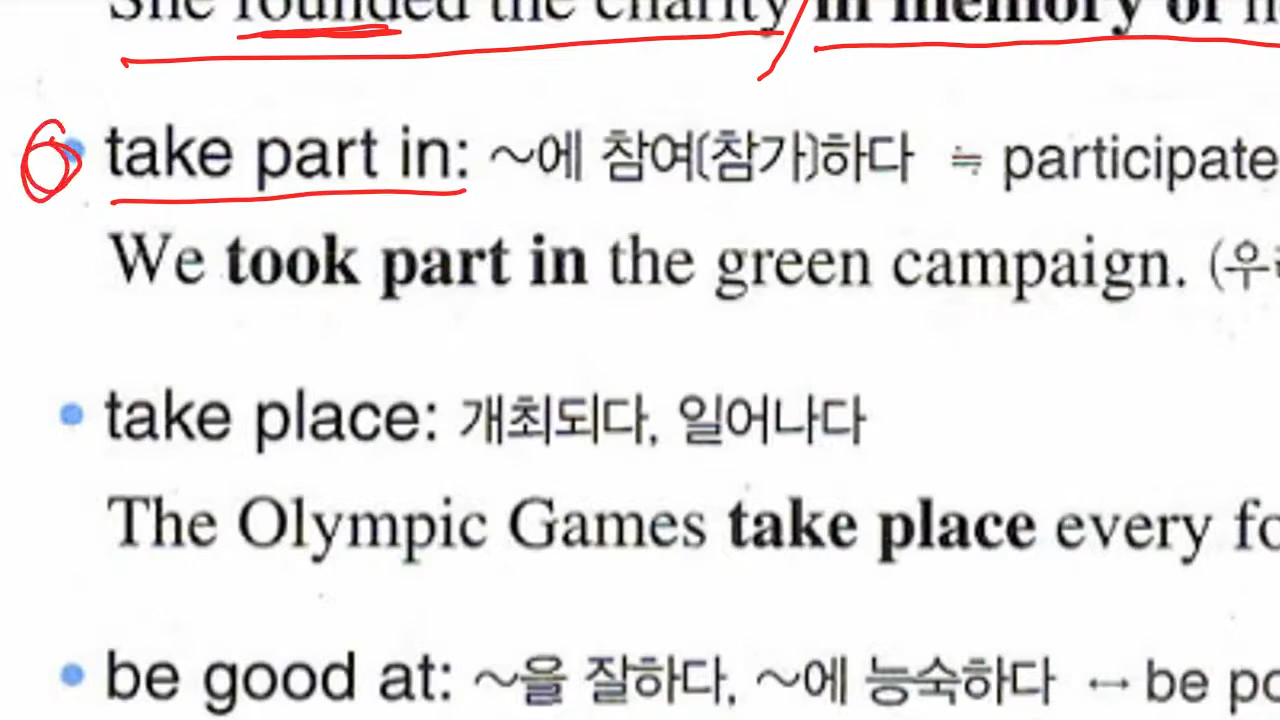 She founded the charity in memory of
take part in: ~에 참여(참가)하다 ≒ participate
We took part in the green campaign. (우
take place: 개최되다, 일어나다
The Olympic Games take place every
be good at: ~을 잘하다, ~에 능숙하다 ↔ be